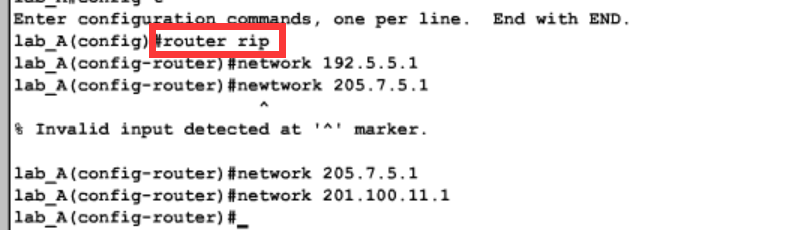 Enter configuration commands, one per line.  End with END.
lab_A(config)#router rip
lab_A(config-router)#network 192.5.5.1
lab_A(config-router)#newtwork 205.7.5.1
^
% Invalid input detected at '^' marker.
lab_A(config-router)#network 205.7.5.1
lab_A(config-router)#network 201.100.11.1
lab_A(config-router)#_